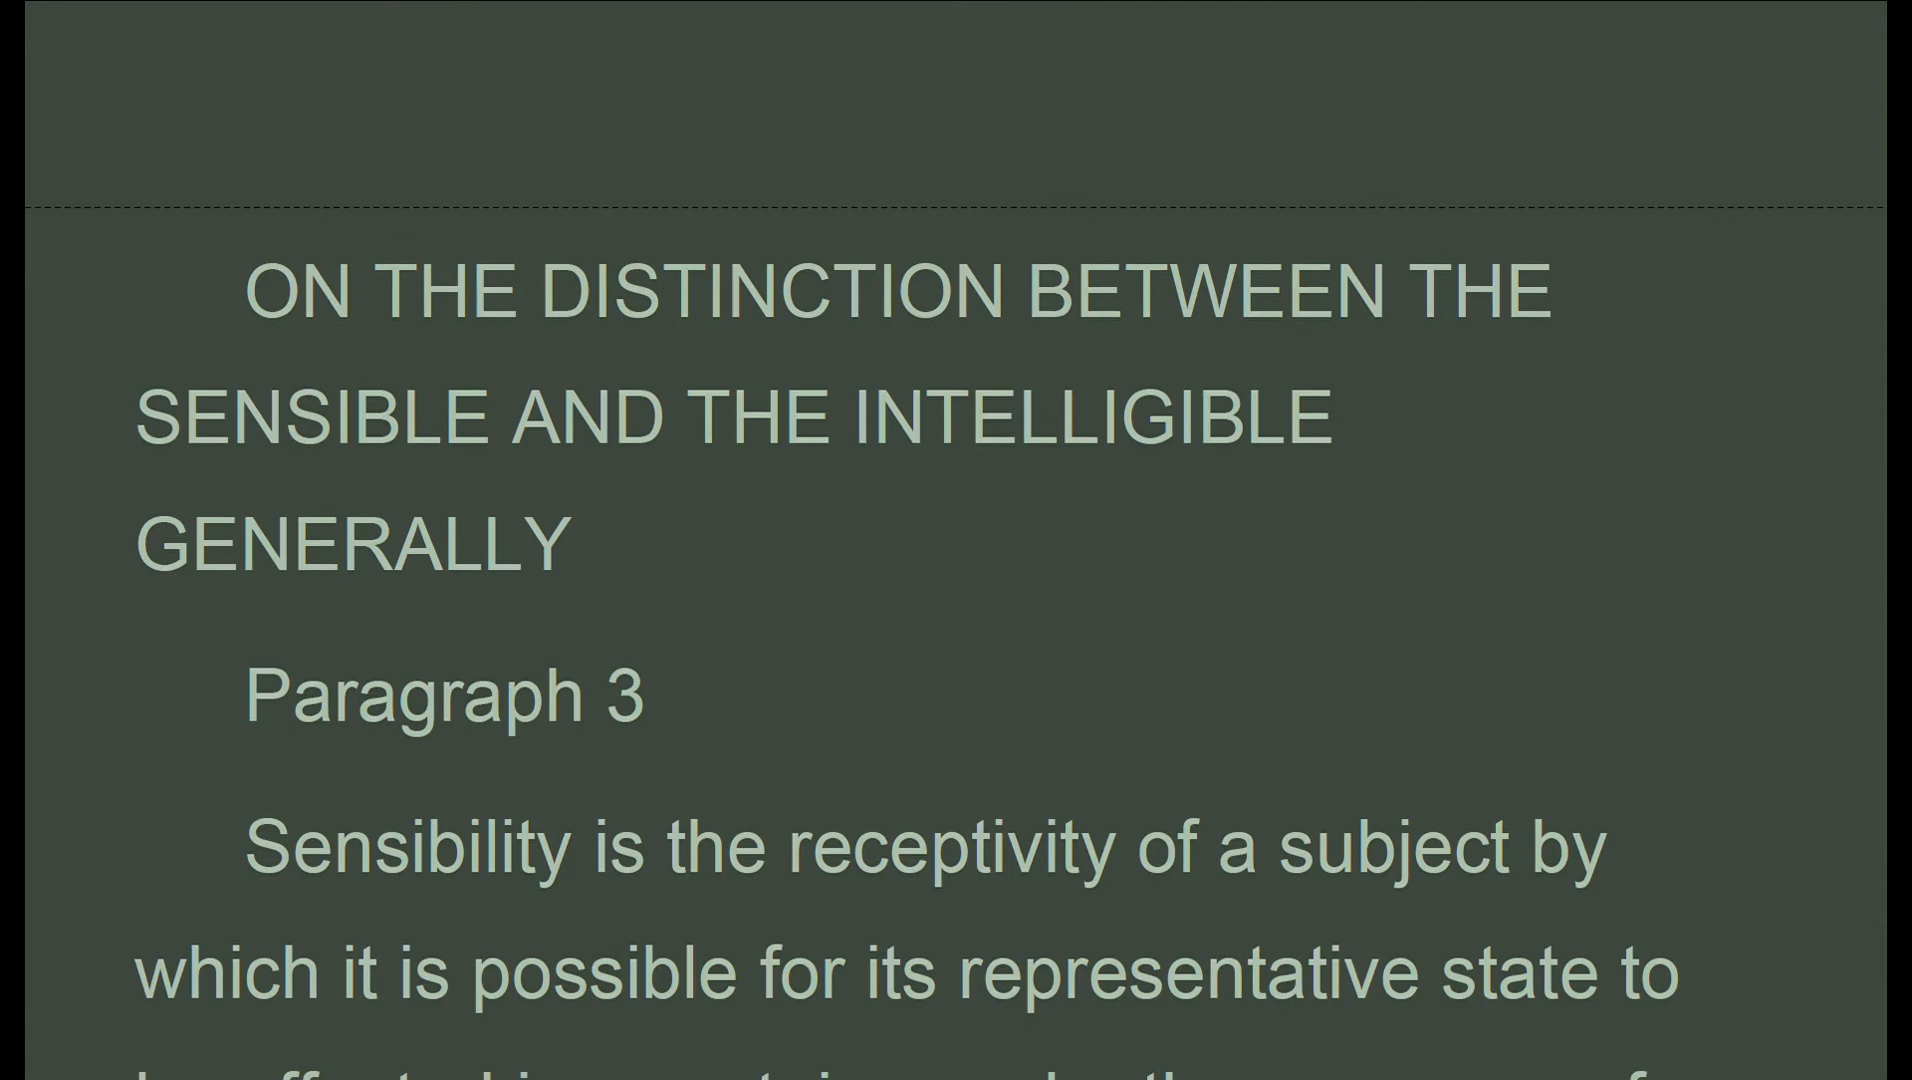 ON THE DISTINCTION BETWEEN THE
SENSIBLE AND THE INTELLIGIBLE
GENERALLY
Paragraph 3
Sensibility is the receptivity of a subject by
which it is possible for its representative state to